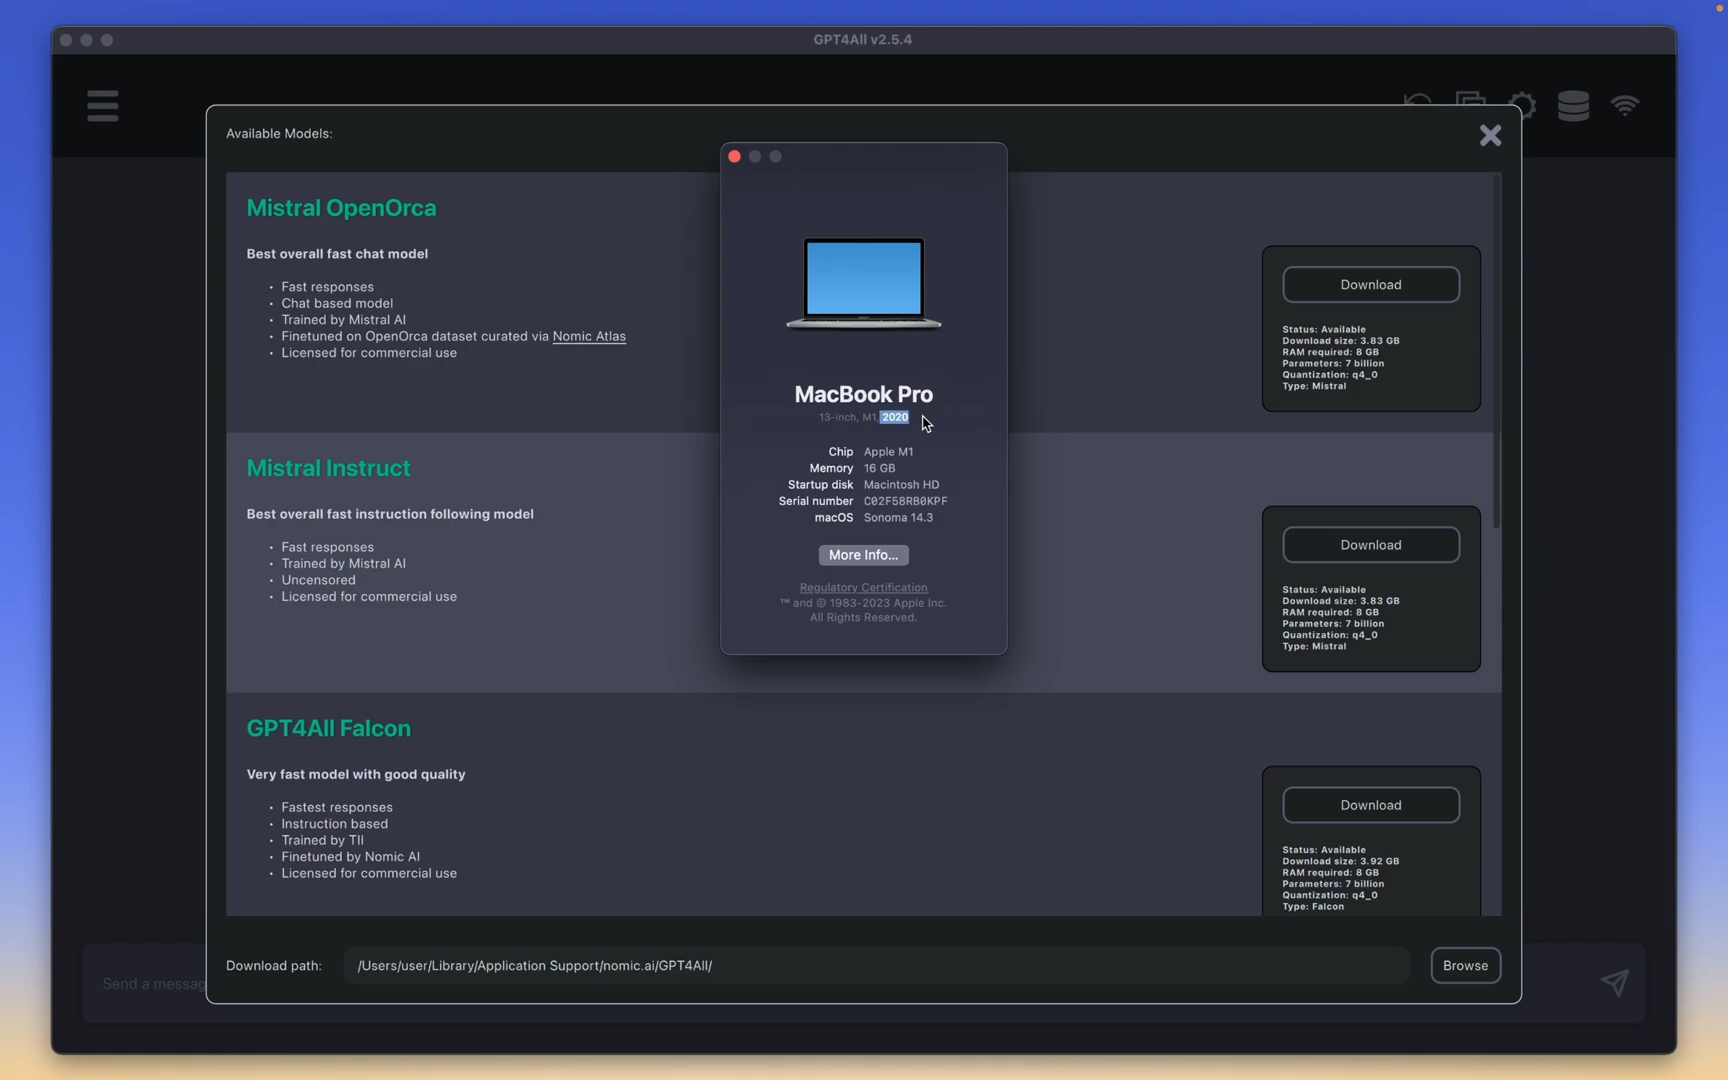 GPT4All v2.5.4
Available Models:
Mistral OpenOrca
Best overall fast chat model
• Fast responses
• Chat based model
• Trained by Mistral AI
• Finetuned on OpenOrca dataset curated via Nomic Atlas
• Licensed for commercial use
Download
Status: Available
Download size: 3.83 GB
RAM required: 8 GB
Parameters: 7 billion
Quantization: q4_0
Type: Mistral
MacBook Pro
13-inch, M1, 2020
Chip Apple M1
Memory 16 GB
Startup disk Macintosh HD
Serial number C02F58RB0KPF
macOS Sonoma 14.3
More Info...
Regulatory Certification
™ and © 1983-2023 Apple Inc.
All Rights Reserved.
Mistral Instruct
Best overall fast instruction following model
• Fast responses
• Trained by Mistral AI
• Uncensored
• Licensed for commercial use
Download
Status: Available
Download size: 3.83 GB
RAM required: 8 GB
Parameters: 7 billion
Quantization: q4_0
Type: Mistral
GPT4All Falcon
Very fast model with good quality
• Fastest responses
• Instruction based
• Trained by TII
• Finetuned by Nomic AI
• Licensed for commercial use
Download
Status: Available
Download size: 3.92 GB
RAM required: 8 GB
Parameters: 7 billion
Quantization: q4_0
Type: Falcon
Download path: /Users/user/Library/Application Support/nomic.ai/GPT4All/
Browse
Send a messag